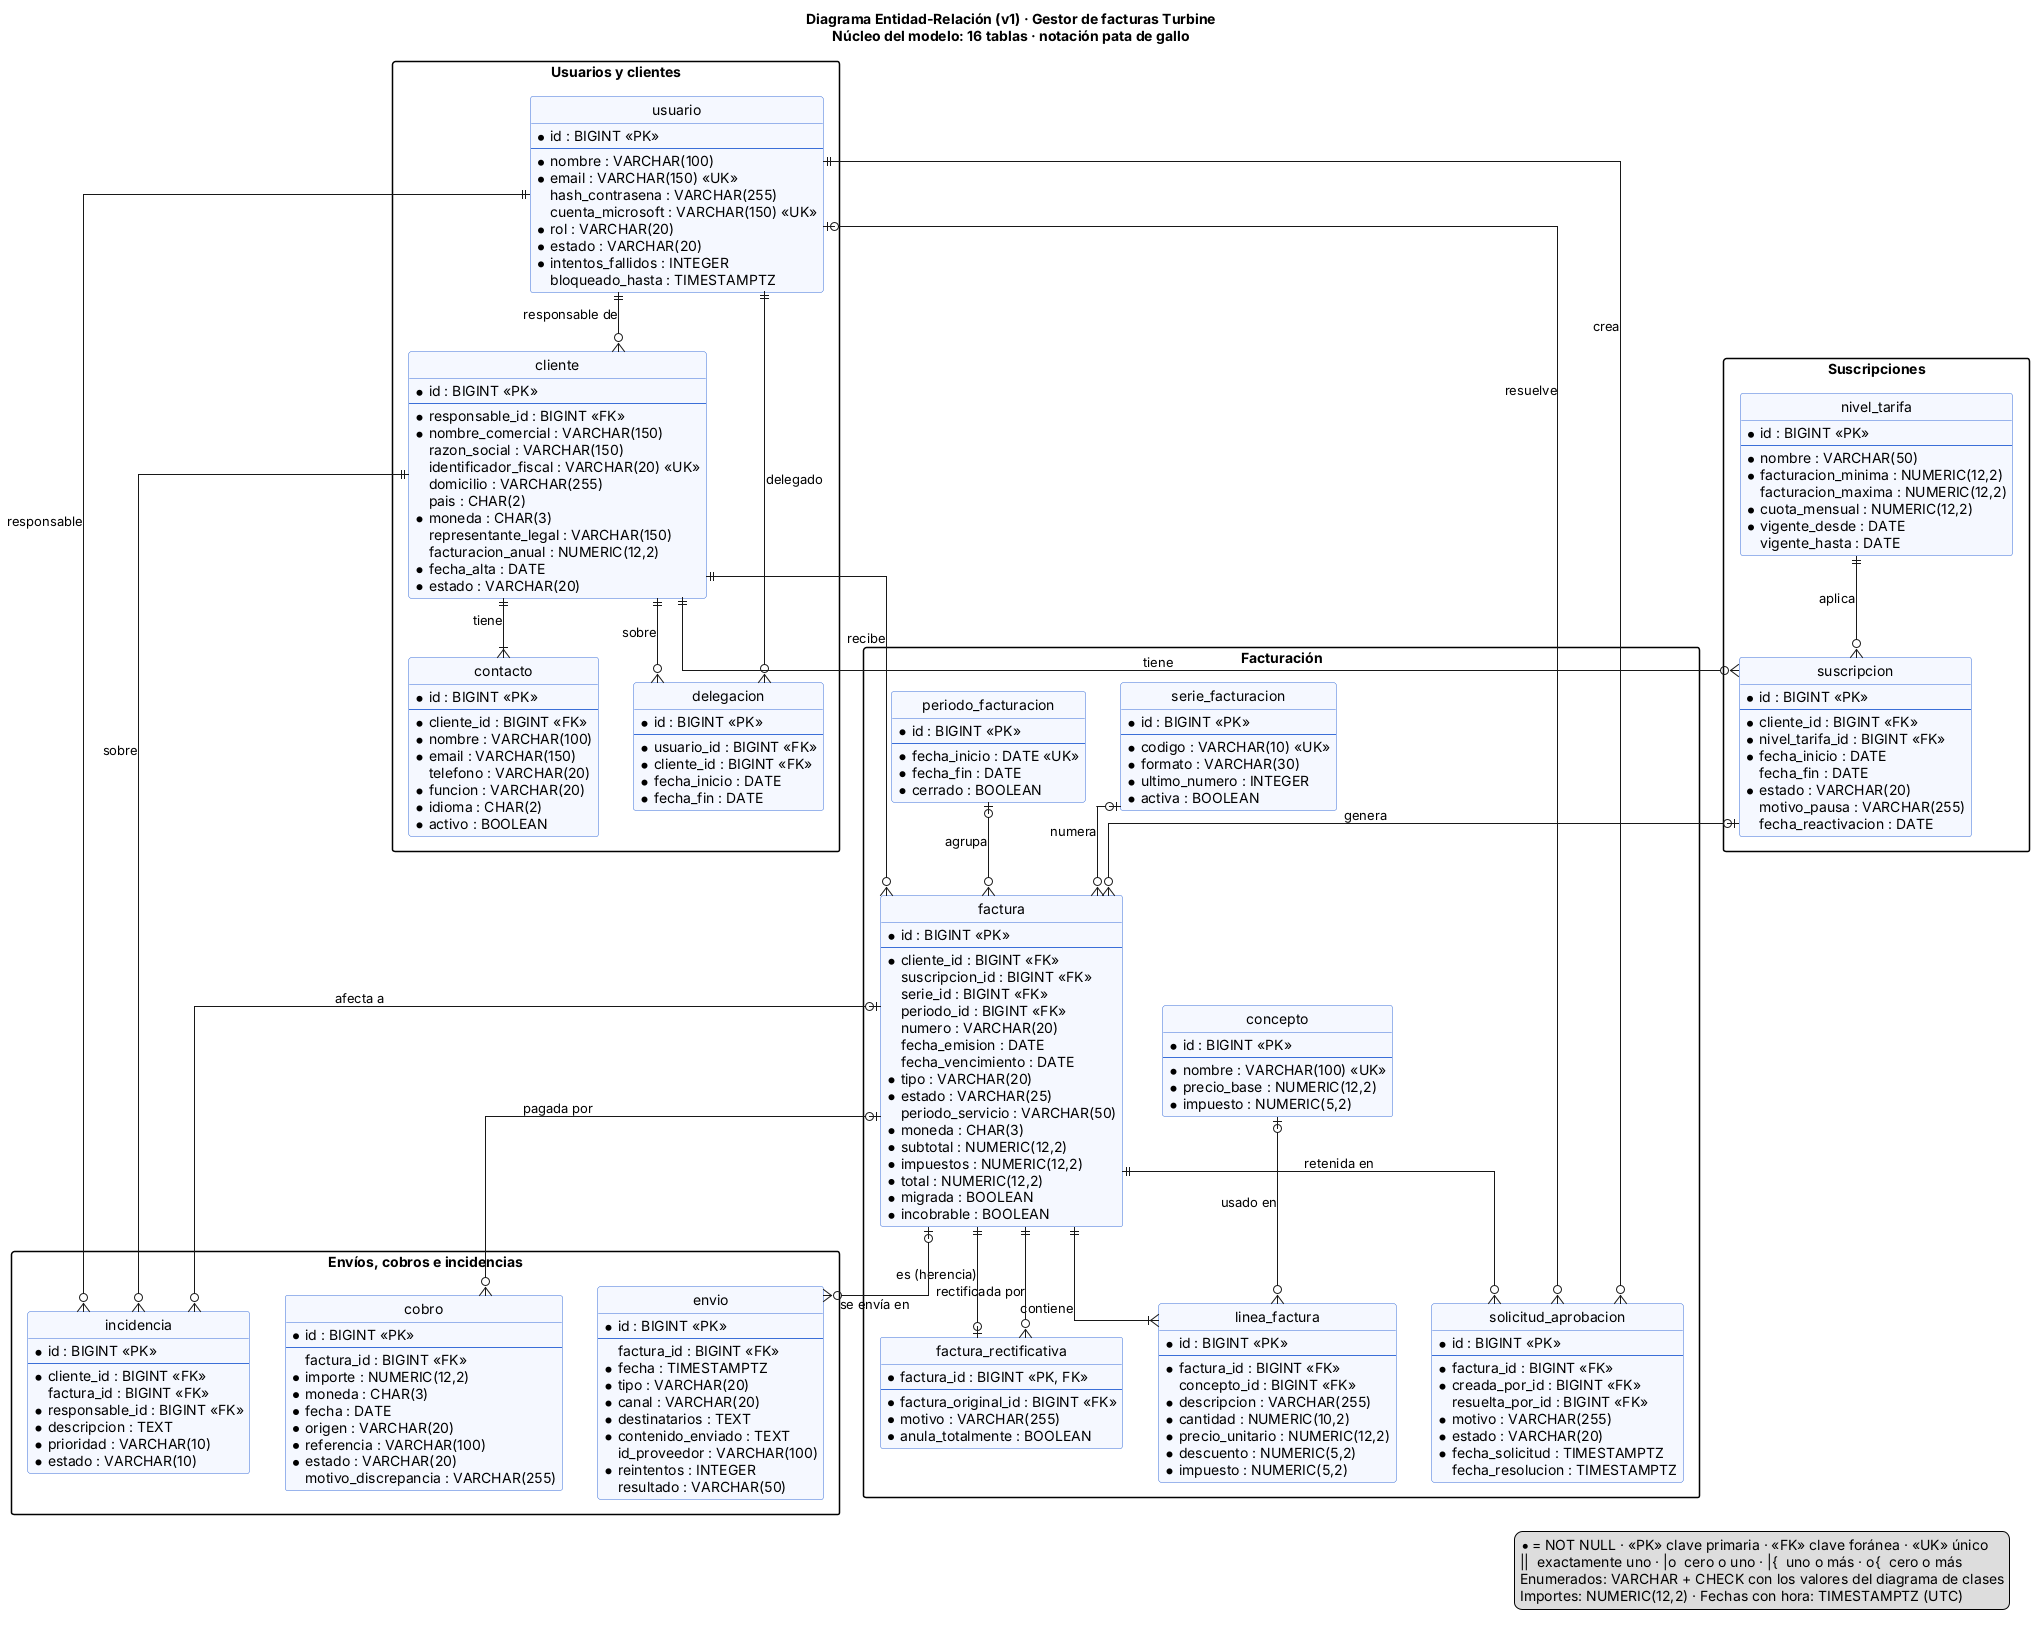 Diagrama Entidad-Relación (v1) · Gestor de facturas Turbine
Núcleo del modelo: 16 tablas · notación pata de gallo
Usuarios y clientes
usuario
• id : BIGINT «PK»
• nombre : VARCHAR(100)
• email : VARCHAR(150) «UK»
hash_contrasena : VARCHAR(255)
cuenta_microsoft : VARCHAR(150) «UK»
• rol : VARCHAR(20)
• estado : VARCHAR(20)
• intentos_fallidos : INTEGER
bloqueado_hasta : TIMESTAMPTZ
responsable de
crea
resuelve
delegado
responsable
cliente
• id : BIGINT «PK»
• responsable_id : BIGINT «FK»
• nombre_comercial : VARCHAR(150)
razon_social : VARCHAR(150)
identificador_fiscal : VARCHAR(20) «UK»
domicilio : VARCHAR(255)
pais : CHAR(2)
• moneda : CHAR(3)
representante_legal : VARCHAR(150)
facturacion_anual : NUMERIC(12,2)
• fecha_alta : DATE
• estado : VARCHAR(20)
tiene
sobre
recibe
tiene
sobre
contacto
• id : BIGINT «PK»
• cliente_id : BIGINT «FK»
• nombre : VARCHAR(100)
• email : VARCHAR(150)
telefono : VARCHAR(20)
• funcion : VARCHAR(20)
• idioma : CHAR(2)
• activo : BOOLEAN
delegacion
• id : BIGINT «PK»
• usuario_id : BIGINT «FK»
• cliente_id : BIGINT «FK»
• fecha_inicio : DATE
• fecha_fin : DATE
Suscripciones
nivel_tarifa
• id : BIGINT «PK»
• nombre : VARCHAR(50)
• facturacion_minima : NUMERIC(12,2)
facturacion_maxima : NUMERIC(12,2)
• cuota_mensual : NUMERIC(12,2)
• vigente_desde : DATE
vigente_hasta : DATE
aplica
suscripcion
• id : BIGINT «PK»
• cliente_id : BIGINT «FK»
• nivel_tarifa_id : BIGINT «FK»
• fecha_inicio : DATE
fecha_fin : DATE
• estado : VARCHAR(20)
motivo_pausa : VARCHAR(255)
fecha_reactivacion : DATE
Facturación
periodo_facturacion
• id : BIGINT «PK»
• fecha_inicio : DATE «UK»
• fecha_fin : DATE
• cerrado : BOOLEAN
serie_facturacion
• id : BIGINT «PK»
• codigo : VARCHAR(10) «UK»
• formato : VARCHAR(30)
• ultimo_numero : INTEGER
• activa : BOOLEAN
agrupa
numera
genera
factura
• id : BIGINT «PK»
• cliente_id : BIGINT «FK»
suscripcion_id : BIGINT «FK»
serie_id : BIGINT «FK»
periodo_id : BIGINT «FK»
numero : VARCHAR(20)
fecha_emision : DATE
fecha_vencimiento : DATE
• tipo : VARCHAR(20)
• estado : VARCHAR(25)
periodo_servicio : VARCHAR(50)
• moneda : CHAR(3)
• subtotal : NUMERIC(12,2)
• impuestos : NUMERIC(12,2)
• total : NUMERIC(12,2)
• migrada : BOOLEAN
• incobrable : BOOLEAN
concepto
• id : BIGINT «PK»
• nombre : VARCHAR(100) «UK»
• precio_base : NUMERIC(12,2)
• impuesto : NUMERIC(5,2)
afecta a
pagada por
retenida en
usado en
es (herencia)
rectificada por
contiene
se envía en
Envíos, cobros e incidencias
incidencia
• id : BIGINT «PK»
• cliente_id : BIGINT «FK»
factura_id : BIGINT «FK»
• responsable_id : BIGINT «FK»
• descripcion : TEXT
• prioridad : VARCHAR(10)
• estado : VARCHAR(10)
cobro
• id : BIGINT «PK»
factura_id : BIGINT «FK»
• importe : NUMERIC(12,2)
• moneda : CHAR(3)
• fecha : DATE
• origen : VARCHAR(20)
• referencia : VARCHAR(100)
• estado : VARCHAR(20)
motivo_discrepancia : VARCHAR(255)
envio
• id : BIGINT «PK»
factura_id : BIGINT «FK»
• fecha : TIMESTAMPTZ
• tipo : VARCHAR(20)
• canal : VARCHAR(20)
• destinatarios : TEXT
• contenido_enviado : TEXT
id_proveedor : VARCHAR(100)
• reintentos : INTEGER
resultado : VARCHAR(50)
factura_rectificativa
• factura_id : BIGINT «PK, FK»
• factura_original_id : BIGINT «FK»
• motivo : VARCHAR(255)
• anula_totalmente : BOOLEAN
linea_factura
• id : BIGINT «PK»
• factura_id : BIGINT «FK»
concepto_id : BIGINT «FK»
• descripcion : VARCHAR(255)
• cantidad : NUMERIC(10,2)
• precio_unitario : NUMERIC(12,2)
• descuento : NUMERIC(5,2)
• impuesto : NUMERIC(5,2)
solicitud_aprobacion
• id : BIGINT «PK»
• factura_id : BIGINT «FK»
• creada_por_id : BIGINT «FK»
resuelta_por_id : BIGINT «FK»
• motivo : VARCHAR(255)
• estado : VARCHAR(20)
• fecha_solicitud : TIMESTAMPTZ
fecha_resolucion : TIMESTAMPTZ
• = NOT NULL · «PK» clave primaria · «FK» clave foránea · «UK» único
|| exactamente uno · |o cero o uno · |{ uno o más · o{ cero o más
Enumerados: VARCHAR + CHECK con los valores del diagrama de clases
Importes: NUMERIC(12,2) · Fechas con hora: TIMESTAMPTZ (UTC)